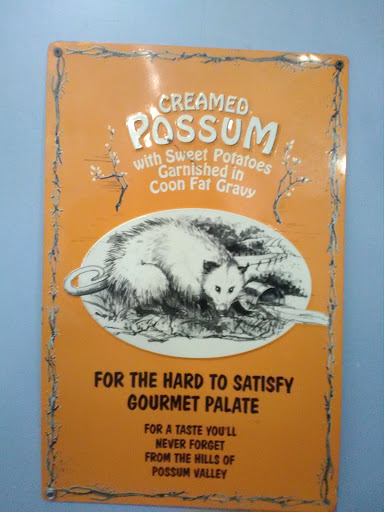 CREAMED
POSSUM
with Sweet Potatoes
Garnished in
Coon Fat Gravy
FOR THE HARD TO SATISFY
GOURMET PALATE
FOR A TASTE YOU'LL
NEVER FORGET
FROM THE HILLS OF
POSSUM VALLEY